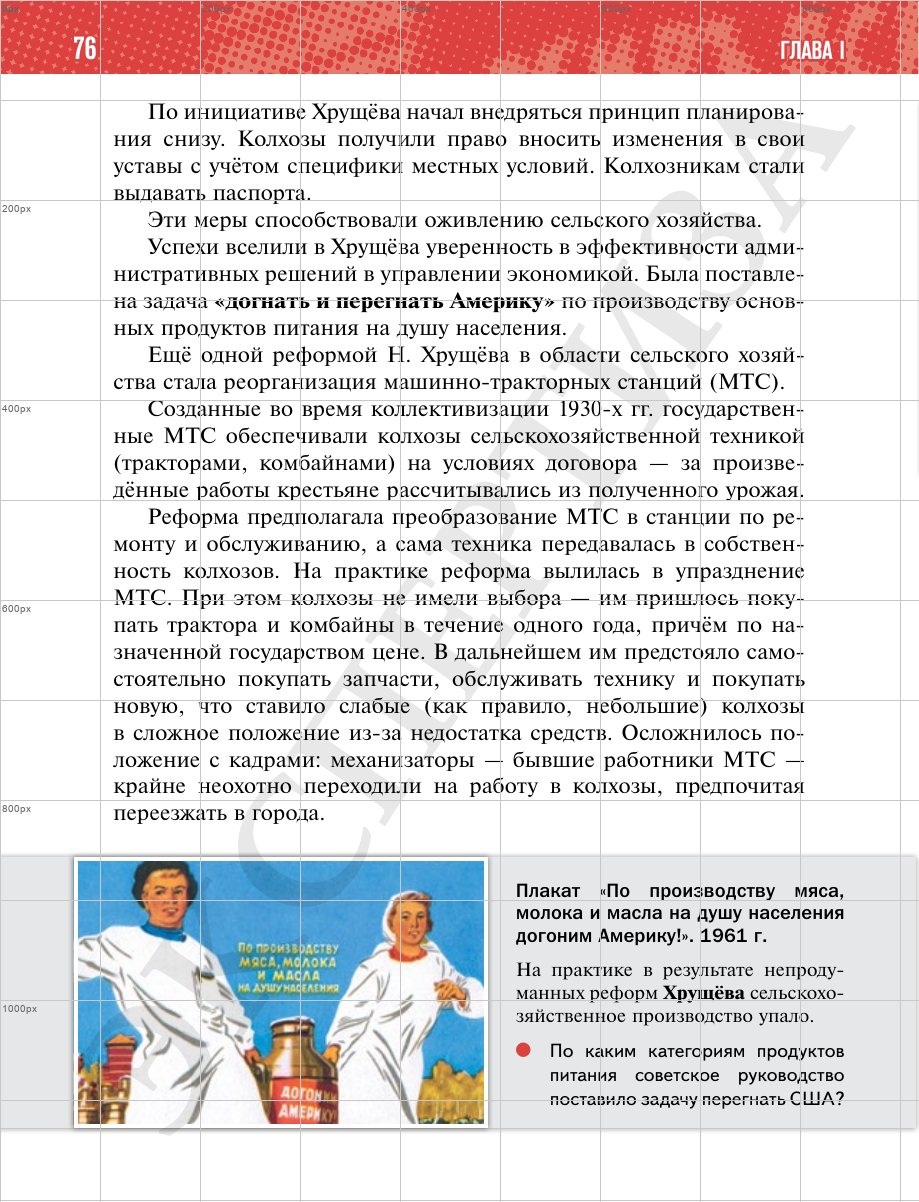 76
ГЛАВА I
По инициативе Хрущёва начал внедряться принцип планирова-
ния снизу. Колхозы получили право вносить изменения в свои
уставы с учётом специфики местных условий. Колхозникам стали
выдавать паспорта.
Эти меры способствовали оживлению сельского хозяйства.
Успехи вселили в Хрущёва уверенность в эффективности адми-
нистративных решений в управлении экономикой. Была поставле-
на задача «догнать и перегнать Америку» по производству основ-
ных продуктов питания на душу населения.
Ещё одной реформой Н. Хрущёва в области сельского хозяй-
ства стала реорганизация машинно-тракторных станций (МТС).
Созданные во время коллективизации 1930-х гг. государствен-
ные МТС обеспечивали колхозы сельскохозяйственной техникой
(тракторами, комбайнами) на условиях договора — за произве-
дённые работы крестьяне рассчитывались из полученного урожая.
Реформа предполагала преобразование МТС в станции по ре-
монту и обслуживанию, а сама техника передавалась в собствен-
ность колхозов. На практике реформа вылилась в упразднение
МТС. При этом колхозы не имели выбора — им пришлось поку-
пать трактора и комбайны в течение одного года, причём по на-
значенной государством цене. В дальнейшем им предстояло само-
стоятельно покупать запчасти, обслуживать технику и покупать
новую, что ставило слабые (как правило, небольшие) колхозы
в сложное положение из-за недостатка средств. Осложнилось по-
ложение с кадрами: механизаторы — бывшие работники МТС —
крайне неохотно переходили на работу в колхозы, предпочитая
переезжать в города.
ЭКСПЕРТИЗА
200px
400px
600px
800px
1000px
ПО ПРОИЗВОДСТВУ
МЯСА, МОЛОКА
И МАСЛА
НА ДУШУ НАСЕЛЕНИЯ
ДОГОНИМ
АМЕРИКУ!
Плакат «По производству мяса,
молока и масла на душу населения
догоним Америку!». 1961 г.
На практике в результате непроду-
манных реформ Хрущёва сельскохо-
зяйственное производство упало.
По каким категориям продуктов
питания советское руководство
поставило задачу перегнать США?